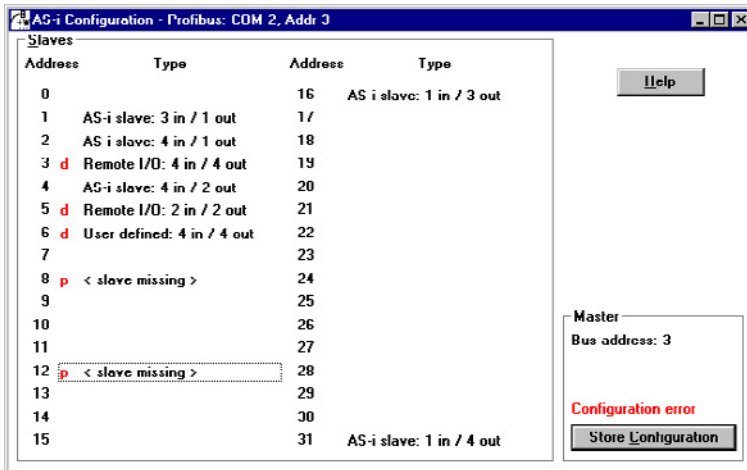 AS-i Configuration - Profibus: COM 2, Addr 3
Slaves
Address Type Address Type
Help
0 16 AS-i slave: 1 in / 3 out
1 AS-i slave: 3 in / 1 out 17
2 AS-i slave: 4 in / 1 out 18
3 d Remote I/O: 4 in / 4 out 19
4 AS-i slave: 4 in / 2 out 20
5 d Remote I/O: 2 in / 2 out 21
6 d User defined: 4 in / 4 out 22
7 23
8 p < slave missing > 24
9 25
10 26
11 27
12 p < slave missing > 28
13 29
14 30
15 31 AS-i slave: 1 in / 4 out
Master
Bus address: 3
Configuration error
Store Configuration